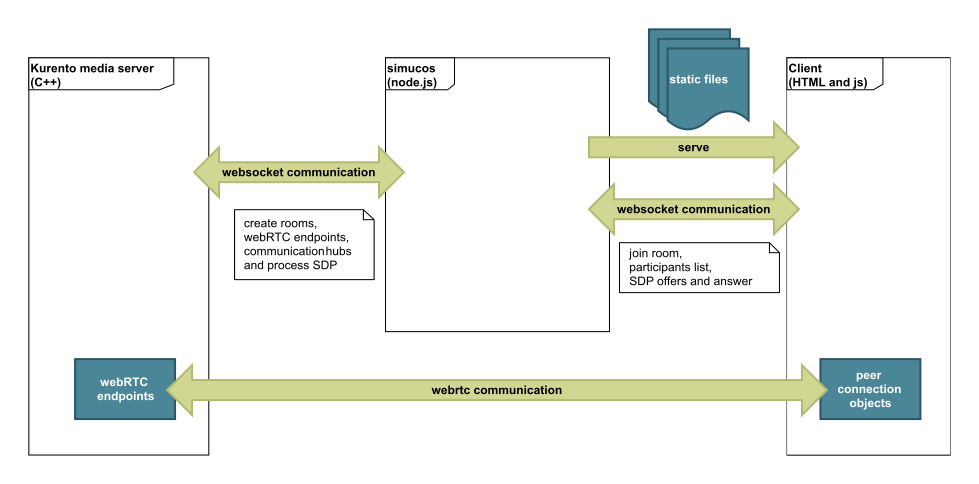 Kurento media server
(C++)
simucos
(node.js)
static files
Client
(HTML and js)
serve
websocket communication
websocket communication
create rooms,
webRTC endpoints,
communicationhubs
and process SDP
join room,
participants list,
SDP offers and answer
webRTC
endpoints
webrtc communication
peer
connection
objects